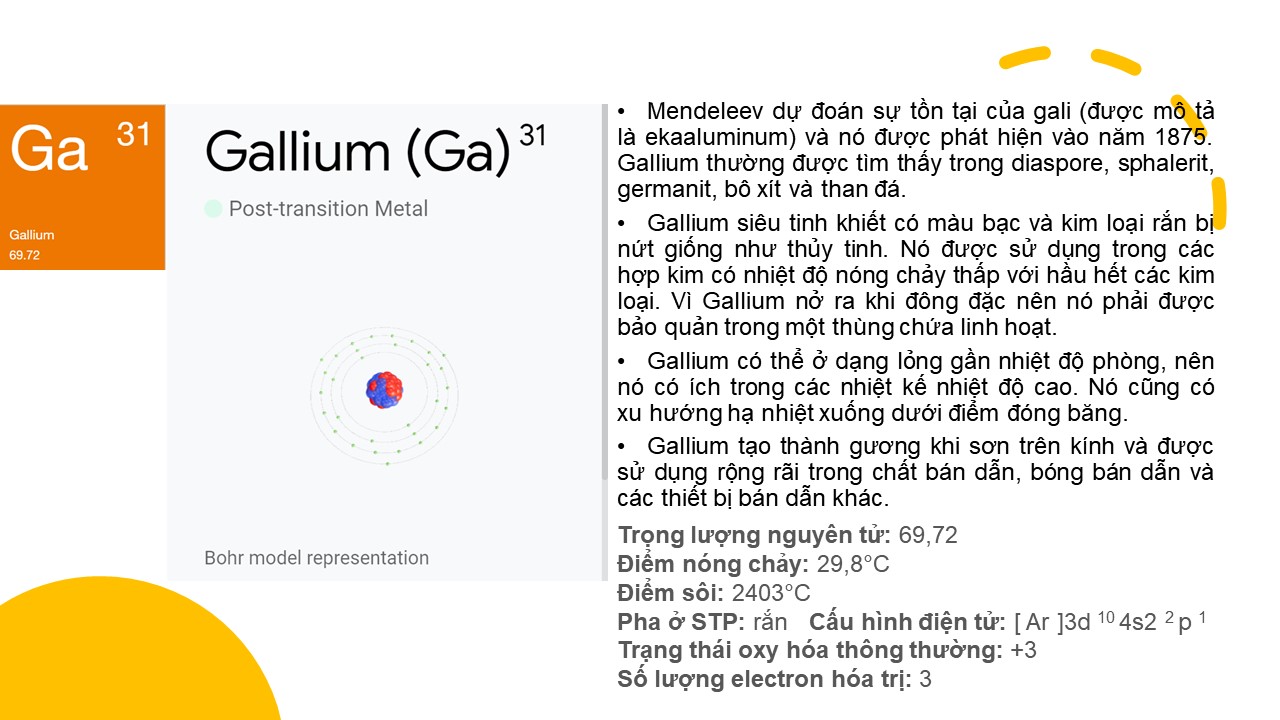 Ga 31
Gallium
69.72
Gallium (Ga) 31
Post-transition Metal
Bohr model representation
• Mendeleev dự đoán sự tồn tại của gali (được mô tả
là ekaaluminum) và nó được phát hiện vào năm 1875.
Gallium thường được tìm thấy trong diaspore, sphalerit,
germanit, bô xít và than đá.
• Gallium siêu tinh khiết có màu bạc và kim loại rắn bị
nứt giống như thủy tinh. Nó được sử dụng trong các
hợp kim có nhiệt độ nóng chảy thấp với hầu hết các kim
loại. Vì Gallium nở ra khi đông đặc nên nó phải được
bảo quản trong một thùng chứa linh hoạt.
• Gallium có thể ở dạng lỏng gần nhiệt độ phòng, nên
nó có ích trong các nhiệt kế nhiệt độ cao. Nó cũng có
xu hướng hạ nhiệt xuống dưới điểm đóng băng.
• Gallium tạo thành gương khi sơn trên kính và được
sử dụng rộng rãi trong chất bán dẫn, bóng bán dẫn và
các thiết bị bán dẫn khác.
Trọng lượng nguyên tử: 69,72
Điểm nóng chảy: 29,8°C
Điểm sôi: 2403°C
Pha ở STP: rắn Cấu hình điện tử: [ Ar ]3d 10 4s2 2 p 1
Trạng thái oxy hóa thông thường: +3
Số lượng electron hóa trị: 3